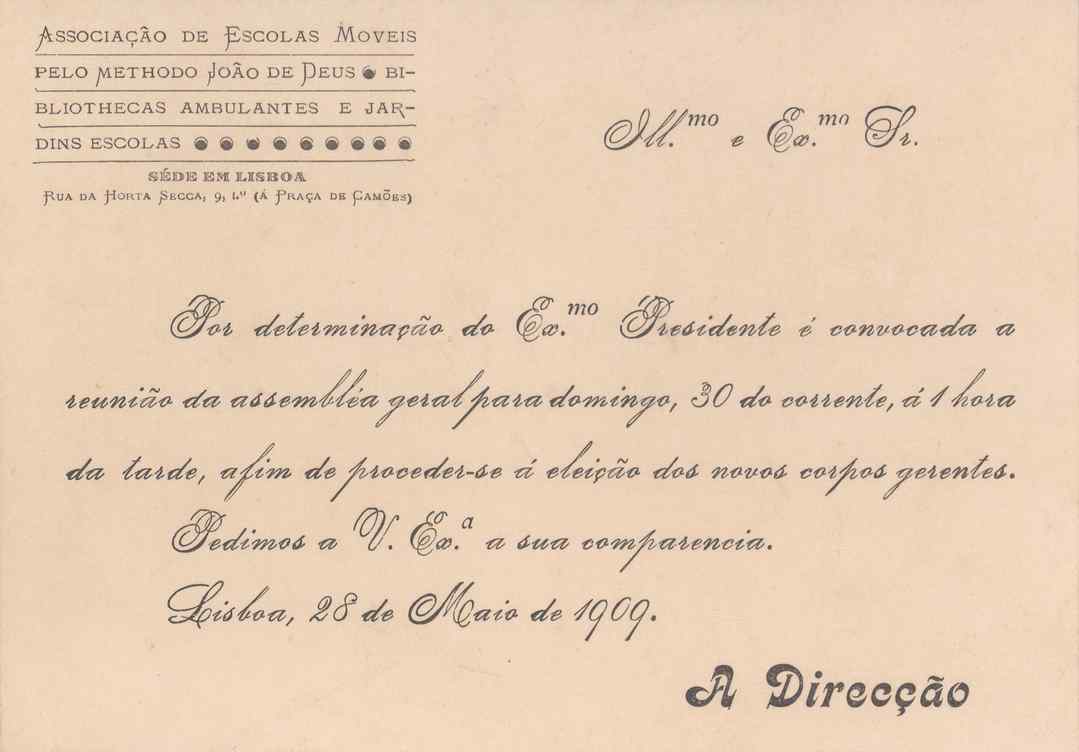 Associação de Escolas Moveis
pelo methodo João de Deus • Bi-
bliothecas ambulantes e Jar-
dins Escolas • • • • • • • • •
Séde em Lisboa
Rua da Horta Secca, 9, 1.º (á Praça de Camões)
Ill.mo e Ex.mo Sr.
Por determinação do Ex.mo Presidente é convocada a
reunião da assembléa geral para domingo, 30 do corrente, á 1 hora
da tarde, afim de proceder-se á eleição dos novos corpos gerentes.
Pedimos a V. Ex.a a sua comparencia.
Lisboa, 28 de Maio de 1909.
A Direcção